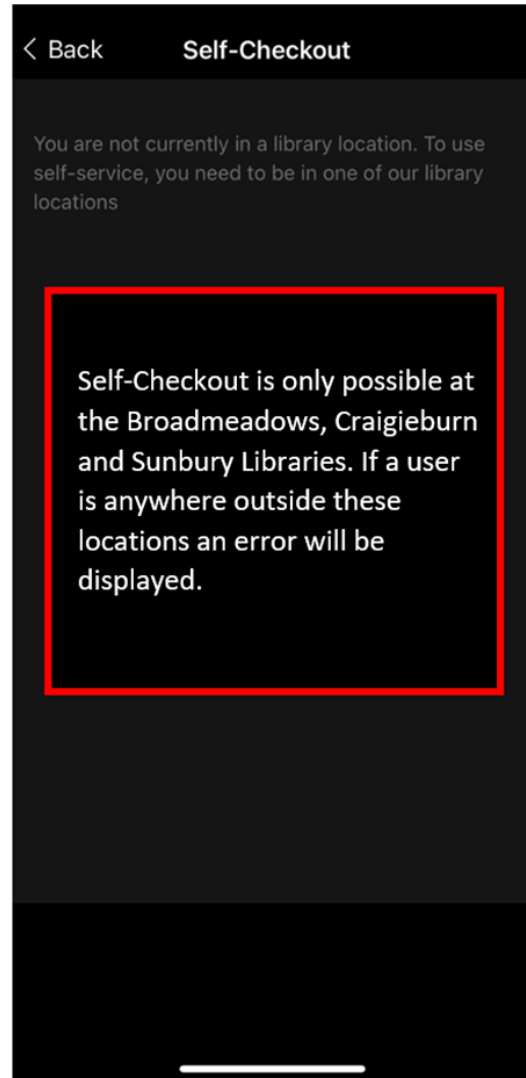 < Back Self-Checkout
You are not currently in a library location. To use
self-service, you need to be in one of our library
locations
Self-Checkout is only possible at
the Broadmeadows, Craigieburn
and Sunbury Libraries. If a user
is anywhere outside these
locations an error will be
displayed.